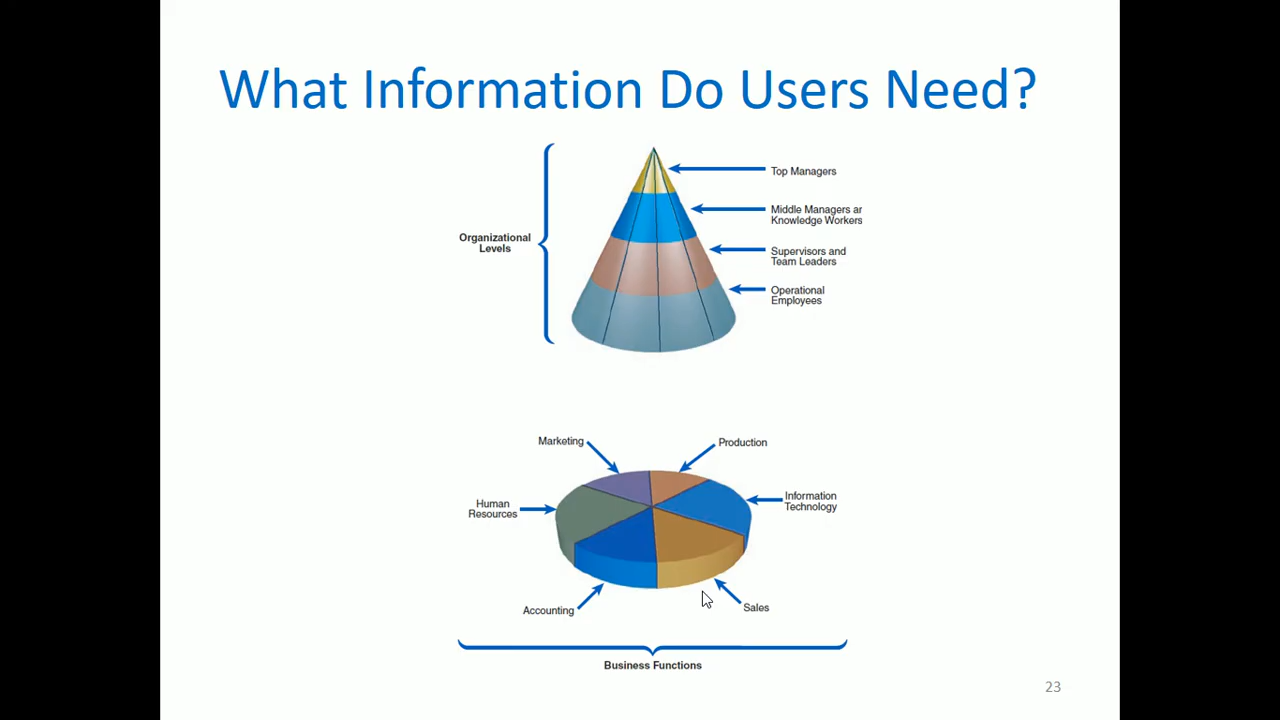 What Information Do Users Need?
Top Managers
Middle Managers ar
Knowledge Workers
Organizational
Levels
Supervisors and
Team Leaders
Operational
Employees
Marketing
Production
Human
Resources
Information
Technology
Accounting
Sales
Business Functions
23